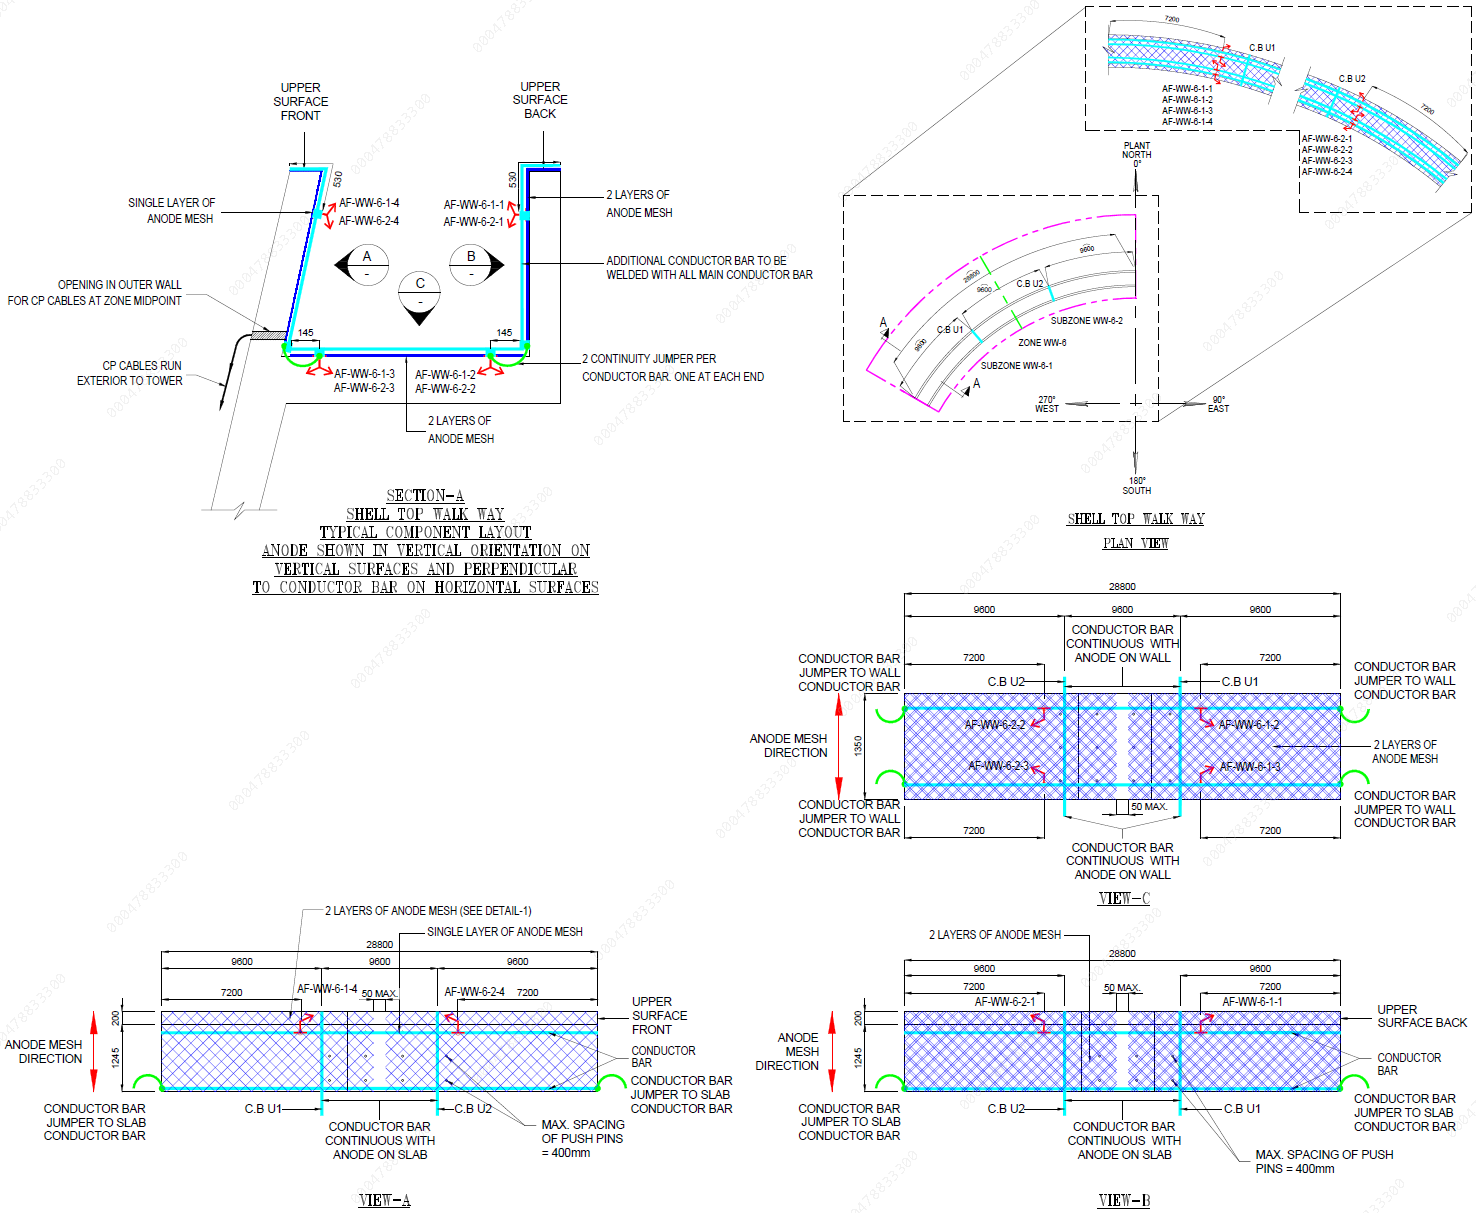 UPPER
SURFACE
FRONT
UPPER
SURFACE
BACK
530
530
SINGLE LAYER OF
ANODE MESH
AF-WW-6-1-4
AF-WW-6-2-4
AF-WW-6-1-1
AF-WW-6-2-1
2 LAYERS OF
ANODE MESH
A
-
B
-
C
-
ADDITIONAL CONDUCTOR BAR TO BE
WELDED WITH ALL MAIN CONDUCTOR BAR
OPENING IN OUTER WALL
FOR CP CABLES AT ZONE MIDPOINT
145
145
CP CABLES RUN
EXTERIOR TO TOWER
AF-WW-6-1-3
AF-WW-6-2-3
AF-WW-6-1-2
AF-WW-6-2-2
2 CONTINUITY JUMPER PER
CONDUCTOR BAR. ONE AT EACH END
2 LAYERS OF
ANODE MESH
SECTION-A
SHELL TOP WALK WAY
TYPICAL COMPONENT LAYOUT
ANODE SHOWN IN VERTICAL ORIENTATION ON
VERTICAL SURFACES AND PERPENDICULAR
TO CONDUCTOR BAR ON HORIZONTAL SURFACES
7200
C.B U1
AF-WW-6-1-1
AF-WW-6-1-2
AF-WW-6-1-3
AF-WW-6-1-4
C.B U2
7200
AF-WW-6-2-1
AF-WW-6-2-2
AF-WW-6-2-3
AF-WW-6-2-4
PLANT
NORTH
0°
28800
9600
9600
9600
C.B U2
C.B U1
SUBZONE WW-6-2
ZONE WW-6
SUBZONE WW-6-1
A
A
270°
WEST
90°
EAST
180°
SOUTH
SHELL TOP WALK WAY
PLAN VIEW
28800
9600
9600
9600
CONDUCTOR BAR
CONTINUOUS WITH
ANODE ON WALL
7200
7200
CONDUCTOR BAR
JUMPER TO WALL
CONDUCTOR BAR
C.B U2
C.B U1
CONDUCTOR BAR
JUMPER TO WALL
CONDUCTOR BAR
AF-WW-6-2-2
AF-WW-6-1-2
ANODE MESH
DIRECTION
1350
2 LAYERS OF
ANODE MESH
AF-WW-6-2-3
AF-WW-6-1-3
CONDUCTOR BAR
JUMPER TO WALL
CONDUCTOR BAR
50 MAX.
CONDUCTOR BAR
JUMPER TO WALL
CONDUCTOR BAR
7200
7200
CONDUCTOR BAR
CONTINUOUS WITH
ANODE ON WALL
VIEW-C
2 LAYERS OF ANODE MESH (SEE DETAIL-1)
SINGLE LAYER OF ANODE MESH
28800
9600
9600
9600
7200
AF-WW-6-1-4
50 MAX.
AF-WW-6-2-4
7200
200
1245
ANODE MESH
DIRECTION
UPPER
SURFACE
FRONT
CONDUCTOR
BAR
CONDUCTOR BAR
JUMPER TO SLAB
CONDUCTOR BAR
CONDUCTOR BAR
JUMPER TO SLAB
CONDUCTOR BAR
C.B U1
C.B U2
CONDUCTOR BAR
CONTINUOUS WITH
ANODE ON SLAB
MAX. SPACING
OF PUSH PINS
= 400mm
VIEW-A
2 LAYERS OF ANODE MESH
28800
9600
9600
7200
50 MAX.
7200
AF-WW-6-2-1
AF-WW-6-1-1
200
1245
ANODE
MESH
DIRECTION
UPPER
SURFACE BACK
CONDUCTOR
BAR
CONDUCTOR BAR
JUMPER TO SLAB
CONDUCTOR BAR
CONDUCTOR BAR
JUMPER TO SLAB
CONDUCTOR BAR
C.B U2
C.B U1
CONDUCTOR BAR
CONTINUOUS WITH
ANODE ON SLAB
MAX. SPACING OF PUSH
PINS = 400mm
VIEW-B
000478833300